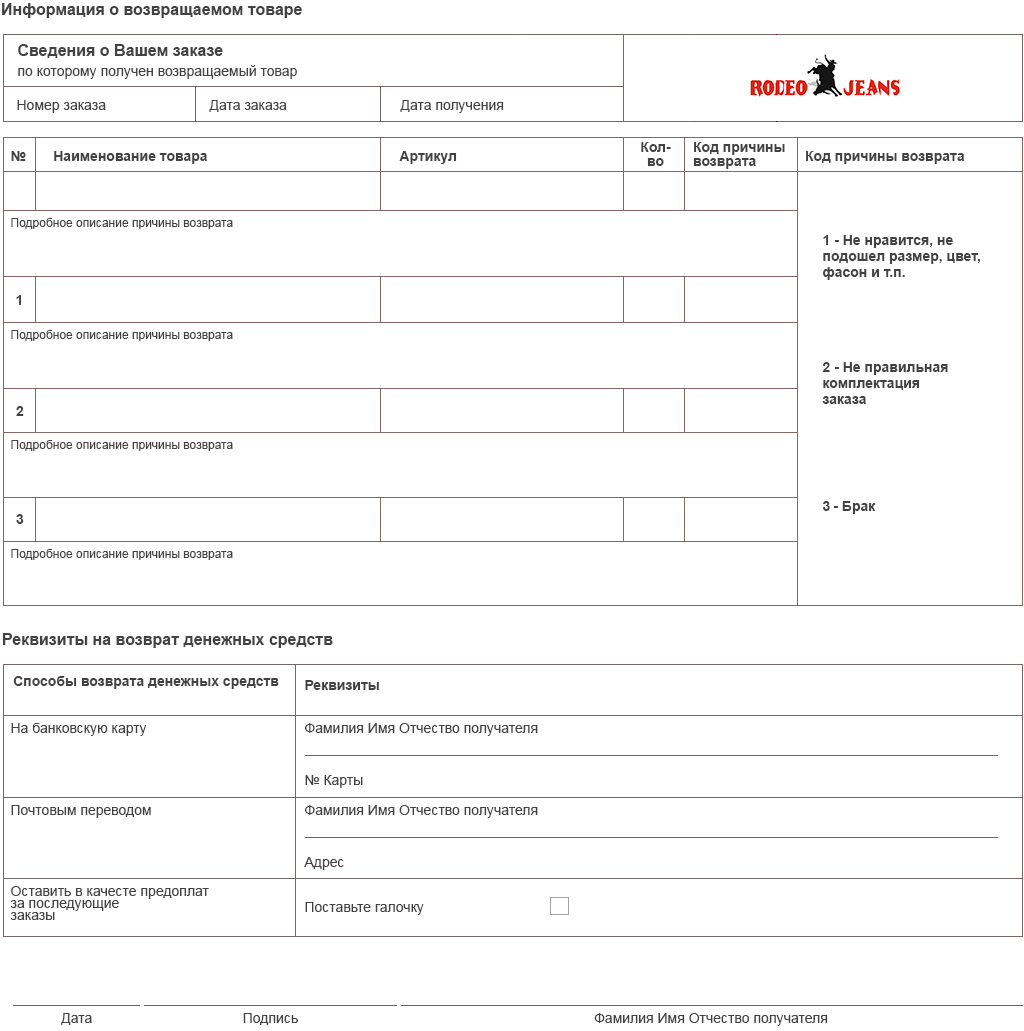 Информация о возвращаемом товаре
Сведения о Вашем заказе
по которому получен возвращаемый товар
RODEO JEANS
Номер заказа
Дата заказа
Дата получения
№
Наименование товара
Артикул
Кол-
во
Код причины
возврата
Код причины возврата
Подробное описание причины возврата
1 - Не нравится, не
подошел размер, цвет,
фасон и т.п.
1
Подробное описание причины возврата
2 - Не правильная
комплектация
заказа
2
Подробное описание причины возврата
3 - Брак
3
Подробное описание причины возврата
Реквизиты на возврат денежных средств
Способы возврата денежных средств
Реквизиты
На банковскую карту
Фамилия Имя Отчество получателя
№ Карты
Почтовым переводом
Фамилия Имя Отчество получателя
Адрес
Оставить в качесте предоплат
за последующие
заказы
Поставьте галочку
Дата
Подпись
Фамилия Имя Отчество получателя